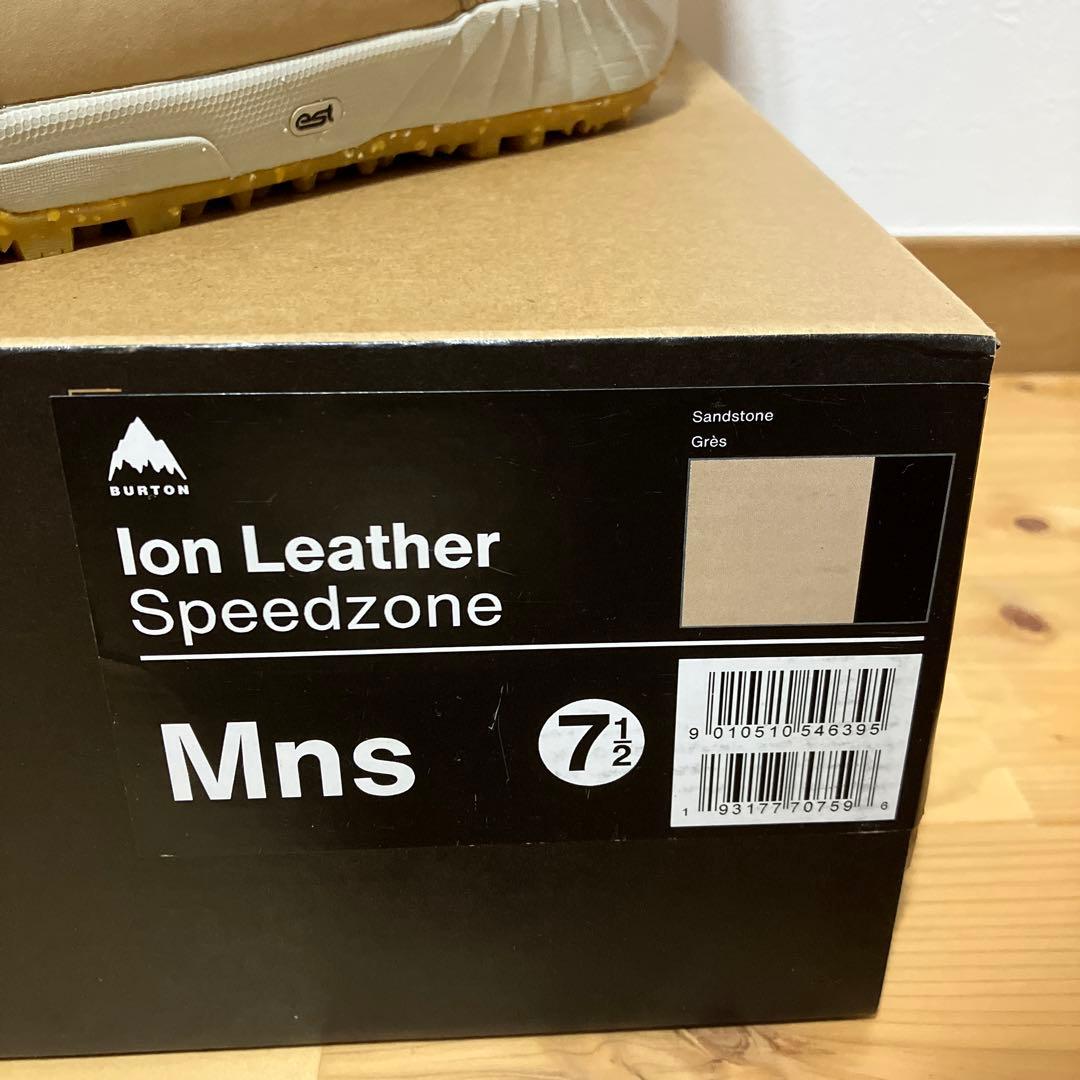 est
BURTON
Ion Leather
Speedzone
Sandstone
Grès
Mns
7 1/2
9 010510 546395
1 93177 70759 6